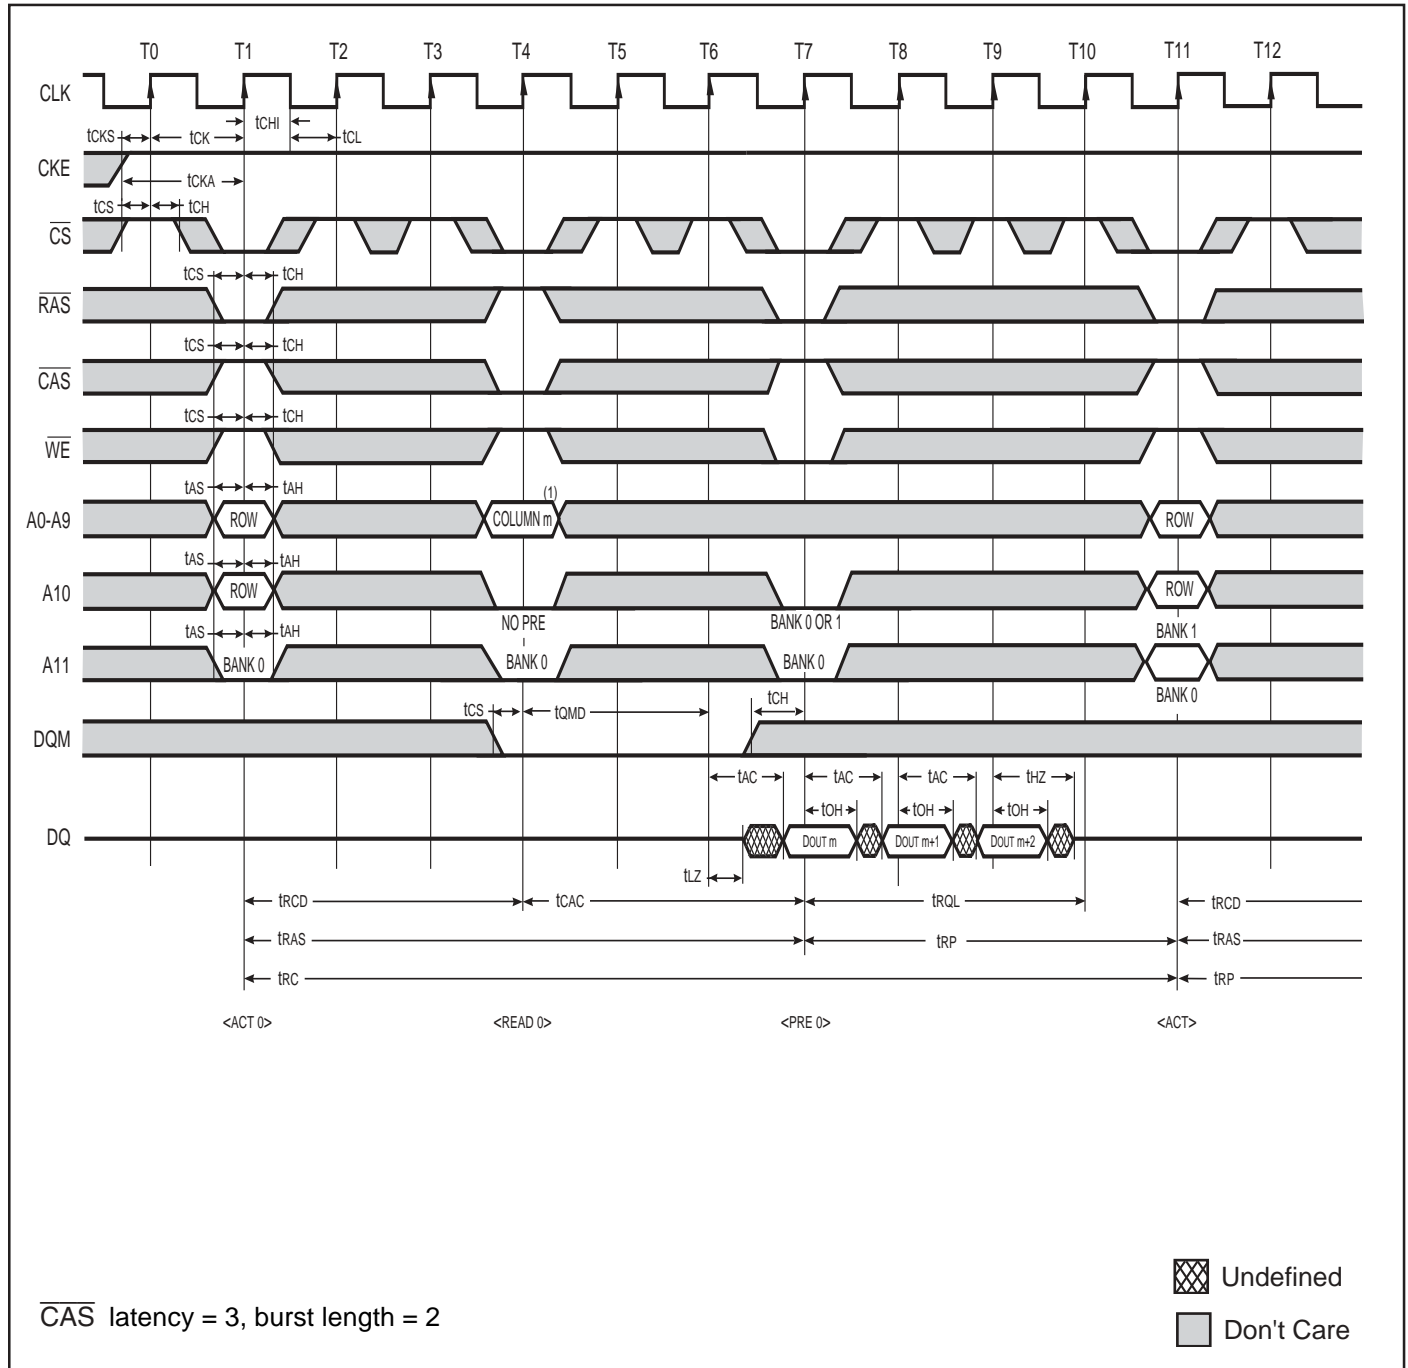 T0 T1 T2 T3 T4 T5 T6 T7 T8 T9 T10 T11 T12
CLK
tCHI
tCKS tCK tCL
CKE
tCKA
tCS tCH
CS
tCS tCH
RAS
tCS tCH
CAS
tCS tCH
WE
tAS tAH
(1)
A0-A9 ROW COLUMN m ROW
tAS tAH
A10 ROW ROW
NO PRE BANK 0 OR 1
BANK 1
tAS tAH
A11 BANK 0 BANK 0 BANK 0
BANK 0
tCH
tCS tQMD
DQM
tAC tAC tAC tHZ
tOH tOH tOH
DQ DOUT m DOUT m+1 DOUT m+2
tLZ
tRCD tCAC tRQL tRCD
tRAS tRP tRAS
tRC tRP
<ACT 0> <READ 0> <PRE 0> <ACT>
Undefined
CAS latency = 3, burst length = 2
Don't Care